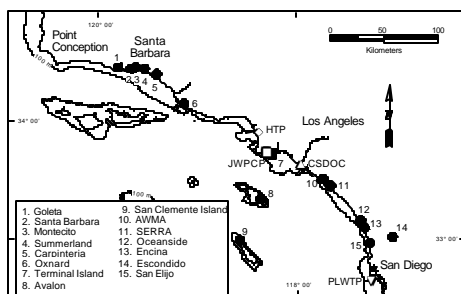 120° 00'
Point
Conception
Santa
Barbara
0 50 100
Kilometers
100 m
1
2
3
4
5
6
34° 00'
HTP
Los Angeles
JWPCP
7
CSDOC
10
11
100 m
8
12
13
14
9
15
33° 00'
San Diego
PLWTP
118° 00'
1. Goleta
2. Santa Barbara
3. Montecito
4. Summerland
5. Carpinteria
6. Oxnard
7. Terminal Island
8. Avalon
9. San Clemente Island
10. AWMA
11. SERRA
12. Oceanside
13. Encina
14. Escondido
15. San Elijo